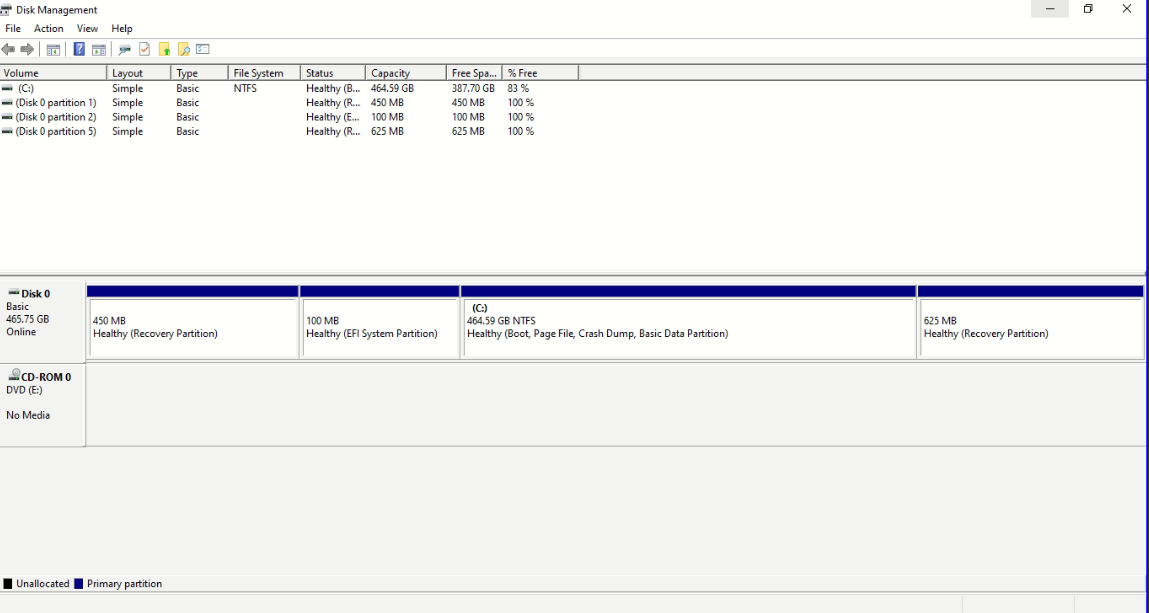 Disk Management
File Action View Help
Volume Layout Type File System Status Capacity Free Spa... % Free
(C:) Simple Basic NTFS Healthy (B... 464.59 GB 387.70 GB 83 %
(Disk 0 partition 1) Simple Basic Healthy (R... 450 MB 450 MB 100 %
(Disk 0 partition 2) Simple Basic Healthy (E... 100 MB 100 MB 100 %
(Disk 0 partition 5) Simple Basic Healthy (R... 625 MB 625 MB 100 %
Disk 0
Basic
465.75 GB
Online
450 MB
Healthy (Recovery Partition)
100 MB
Healthy (EFI System Partition)
(C:)
464.59 GB NTFS
Healthy (Boot, Page File, Crash Dump, Basic Data Partition)
625 MB
Healthy (Recovery Partition)
CD-ROM 0
DVD (E:)
No Media
Unallocated Primary partition